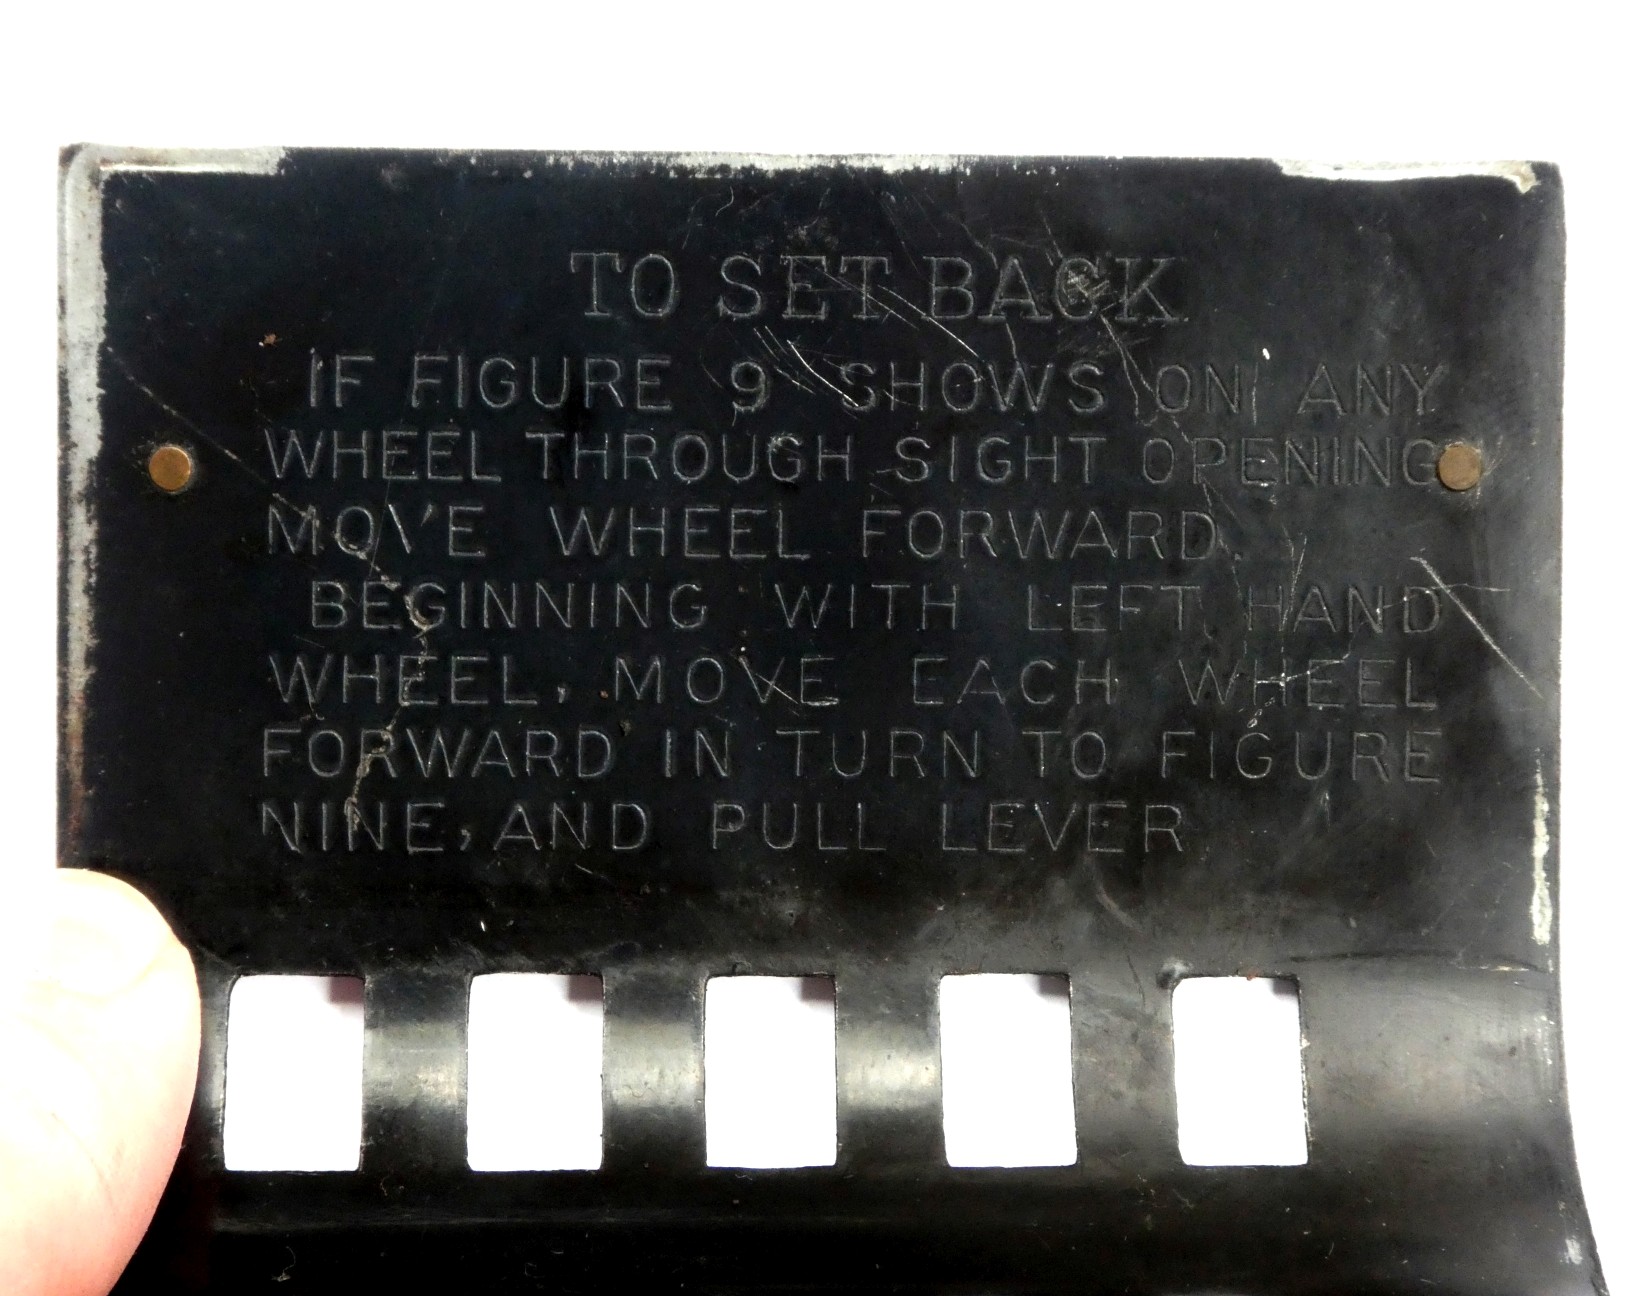 TO SET BACK
IF FIGURE 9 SHOWS ON ANY
WHEEL THROUGH SIGHT OPENING
MOVE WHEEL FORWARD.
BEGINNING WITH LEFT HAND
WHEEL, MOVE EACH WHEEL
FORWARD IN TURN TO FIGURE
NINE, AND PULL LEVER